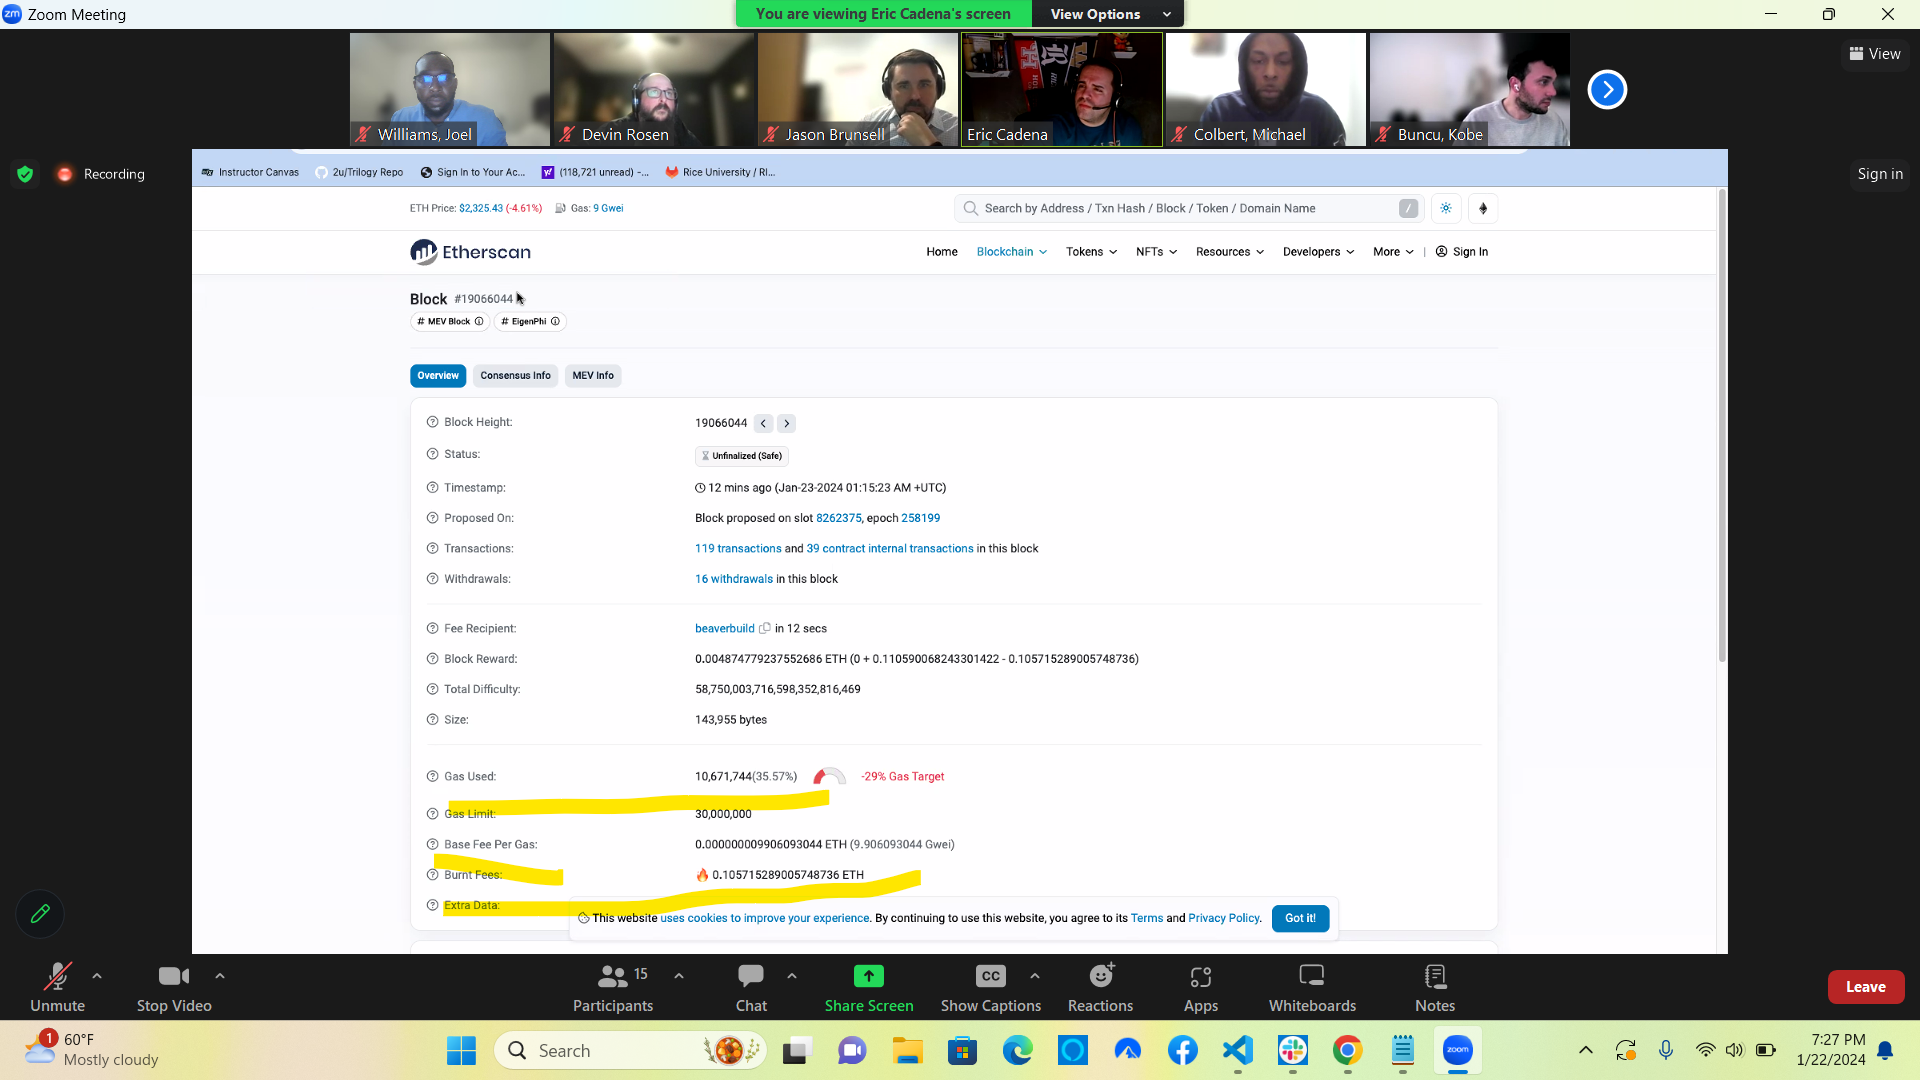 Zoom Meeting
You are viewing Eric Cadena's screen View Options
View
Williams, Joel
Devin Rosen
Jason Brunsell
Eric Cadena
Colbert, Michael
Buncu, Kobe
Recording
Sign in
Instructor Canvas 2u/Trilogy Repo Sign In to Your Ac... (118,721 unread) -... Rice University / RI...
ETH Price: $2,325.43 (-4.61%) Gas: 9 Gwei
Search by Address / Txn Hash / Block / Token / Domain Name /
Etherscan
Home Blockchain Tokens NFTs Resources Developers More | Sign In
Block #19066044
# MEV Block # EigenPhi
Overview Consensus Info MEV Info
Block Height: 19066044
Status: Unfinalized (Safe)
Timestamp: 12 mins ago (Jan-23-2024 01:15:23 AM +UTC)
Proposed On: Block proposed on slot 8262375, epoch 258199
Transactions: 119 transactions and 39 contract internal transactions in this block
Withdrawals: 16 withdrawals in this block
Fee Recipient: beaverbuild in 12 secs
Block Reward: 0.004874779237552686 ETH (0 + 0.110590068243301422 - 0.105715289005748736)
Total Difficulty: 58,750,003,716,598,352,816,469
Size: 143,955 bytes
Gas Used: 10,671,744(35.57%) -29% Gas Target
Gas Limit: 30,000,000
Base Fee Per Gas: 0.000000009906093044 ETH (9.906093044 Gwei)
Burnt Fees: 0.105715289005748736 ETH
Extra Data:
This website uses cookies to improve your experience. By continuing to use this website, you agree to its Terms and Privacy Policy. Got it!
Unmute
Stop Video
15
Participants
Chat
Share Screen
CC
Show Captions
Reactions
Apps
Whiteboards
Notes
Leave
1
60°F
Mostly cloudy
Search
zoom
7:27 PM
1/22/2024